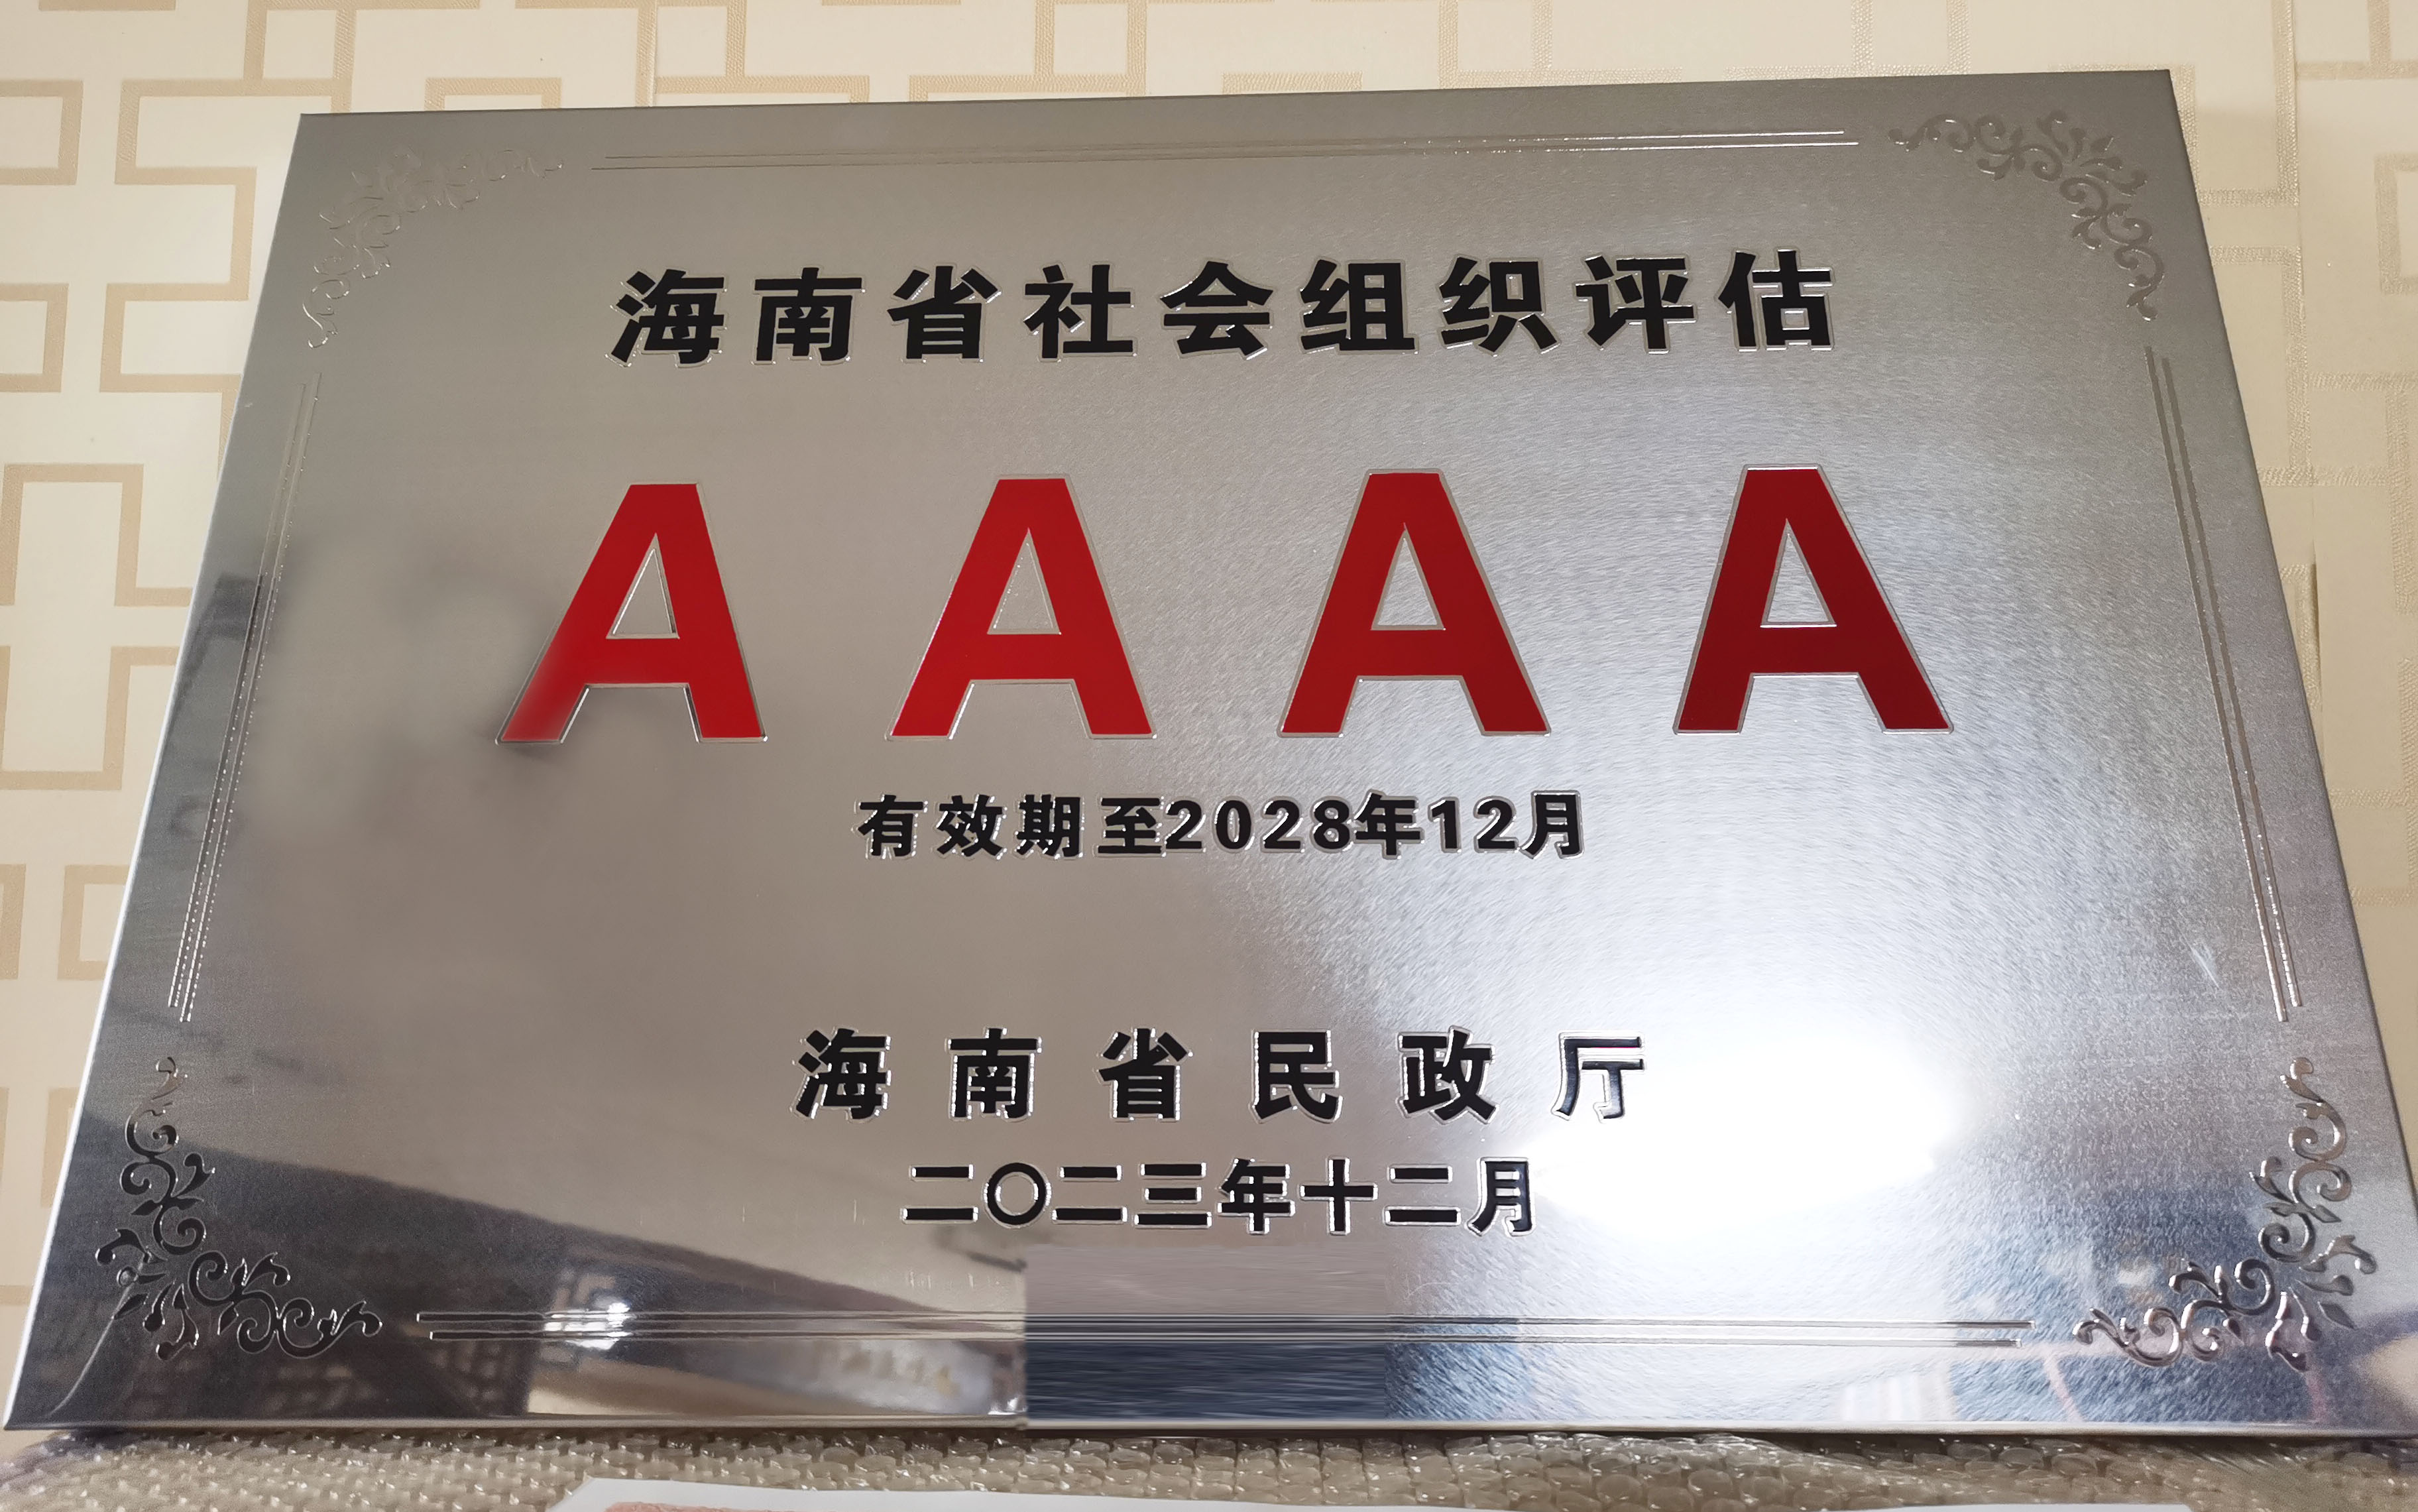 海南省社会组织评估
AAAA
有效期至2028年12月
海南省民政厅
二〇二三年十二月